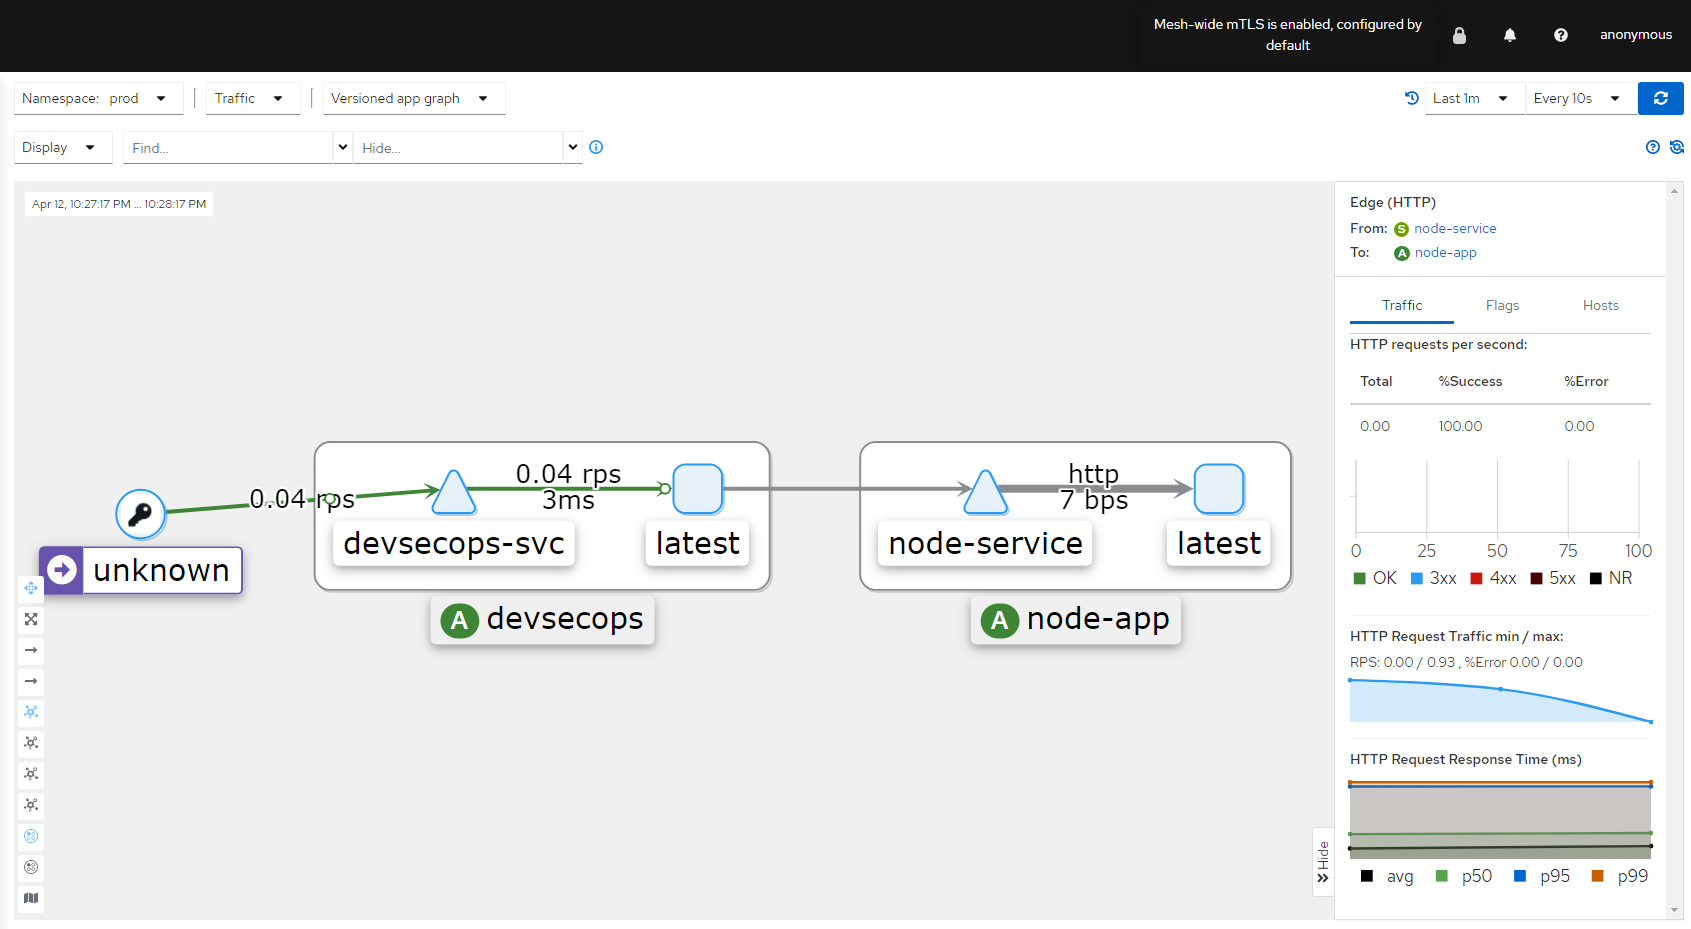 Mesh-wide mTLS is enabled, configured by
default
anonymous
Namespace: prod
Traffic
Versioned app graph
Last 1m
Every 10s
Display
Find...
Hide...
Apr 12, 10:27:17 PM ... 10:28:17 PM
Edge (HTTP)
From: S node-service
To: A node-app
Traffic Flags Hosts
HTTP requests per second:
Total %Success %Error
0.00 100.00 0.00
0 25 50 75 100
OK 3xx 4xx 5xx NR
HTTP Request Traffic min / max:
RPS: 0.00 / 0.93 , %Error 0.00 / 0.00
HTTP Request Response Time (ms)
avg p50 p95 p99
Hide
0.04 rps
0.04 rps
3ms
http
7 bps
unknown
devsecops-svc
latest
node-service
latest
A devsecops
A node-app